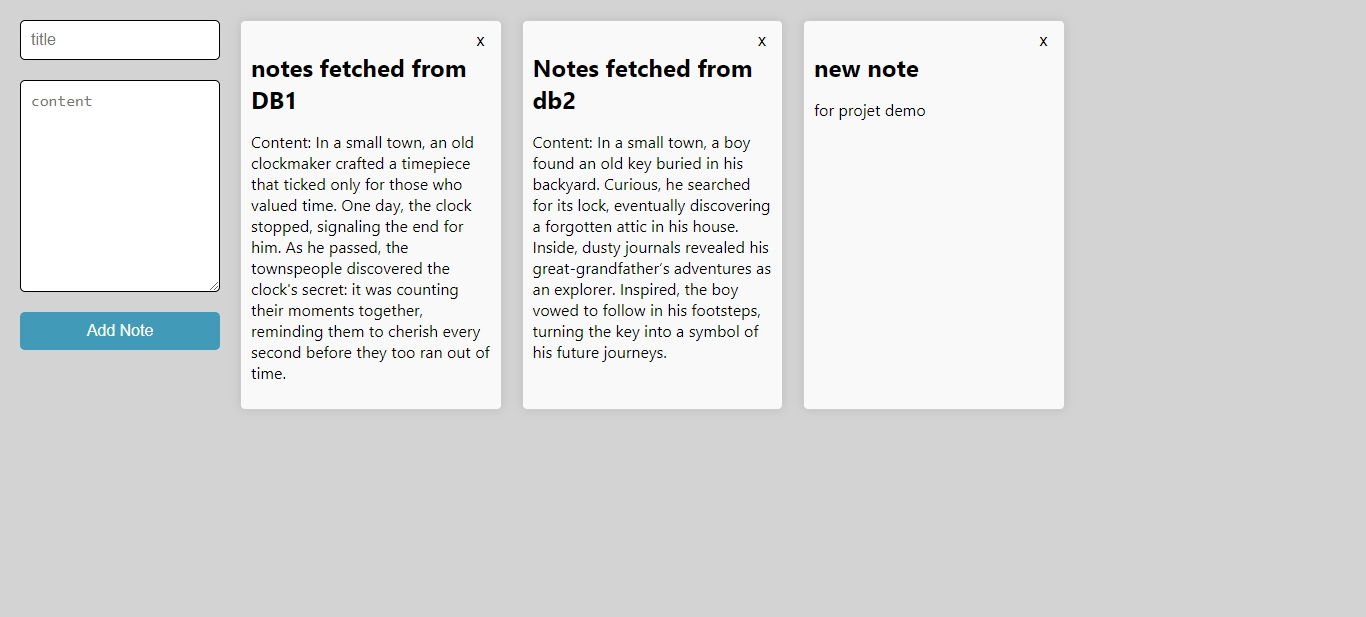 title
content
Add Note
x
notes fetched from
DB1
Content: In a small town, an old
clockmaker crafted a timepiece
that ticked only for those who
valued time. One day, the clock
stopped, signaling the end for
him. As he passed, the
townspeople discovered the
clock's secret: it was counting
their moments together,
reminding them to cherish every
second before they too ran out of
time.
x
Notes fetched from
db2
Content: In a small town, a boy
found an old key buried in his
backyard. Curious, he searched
for its lock, eventually discovering
a forgotten attic in his house.
Inside, dusty journals revealed his
great-grandfather's adventures as
an explorer. Inspired, the boy
vowed to follow in his footsteps,
turning the key into a symbol of
his future journeys.
x
new note
for projet demo